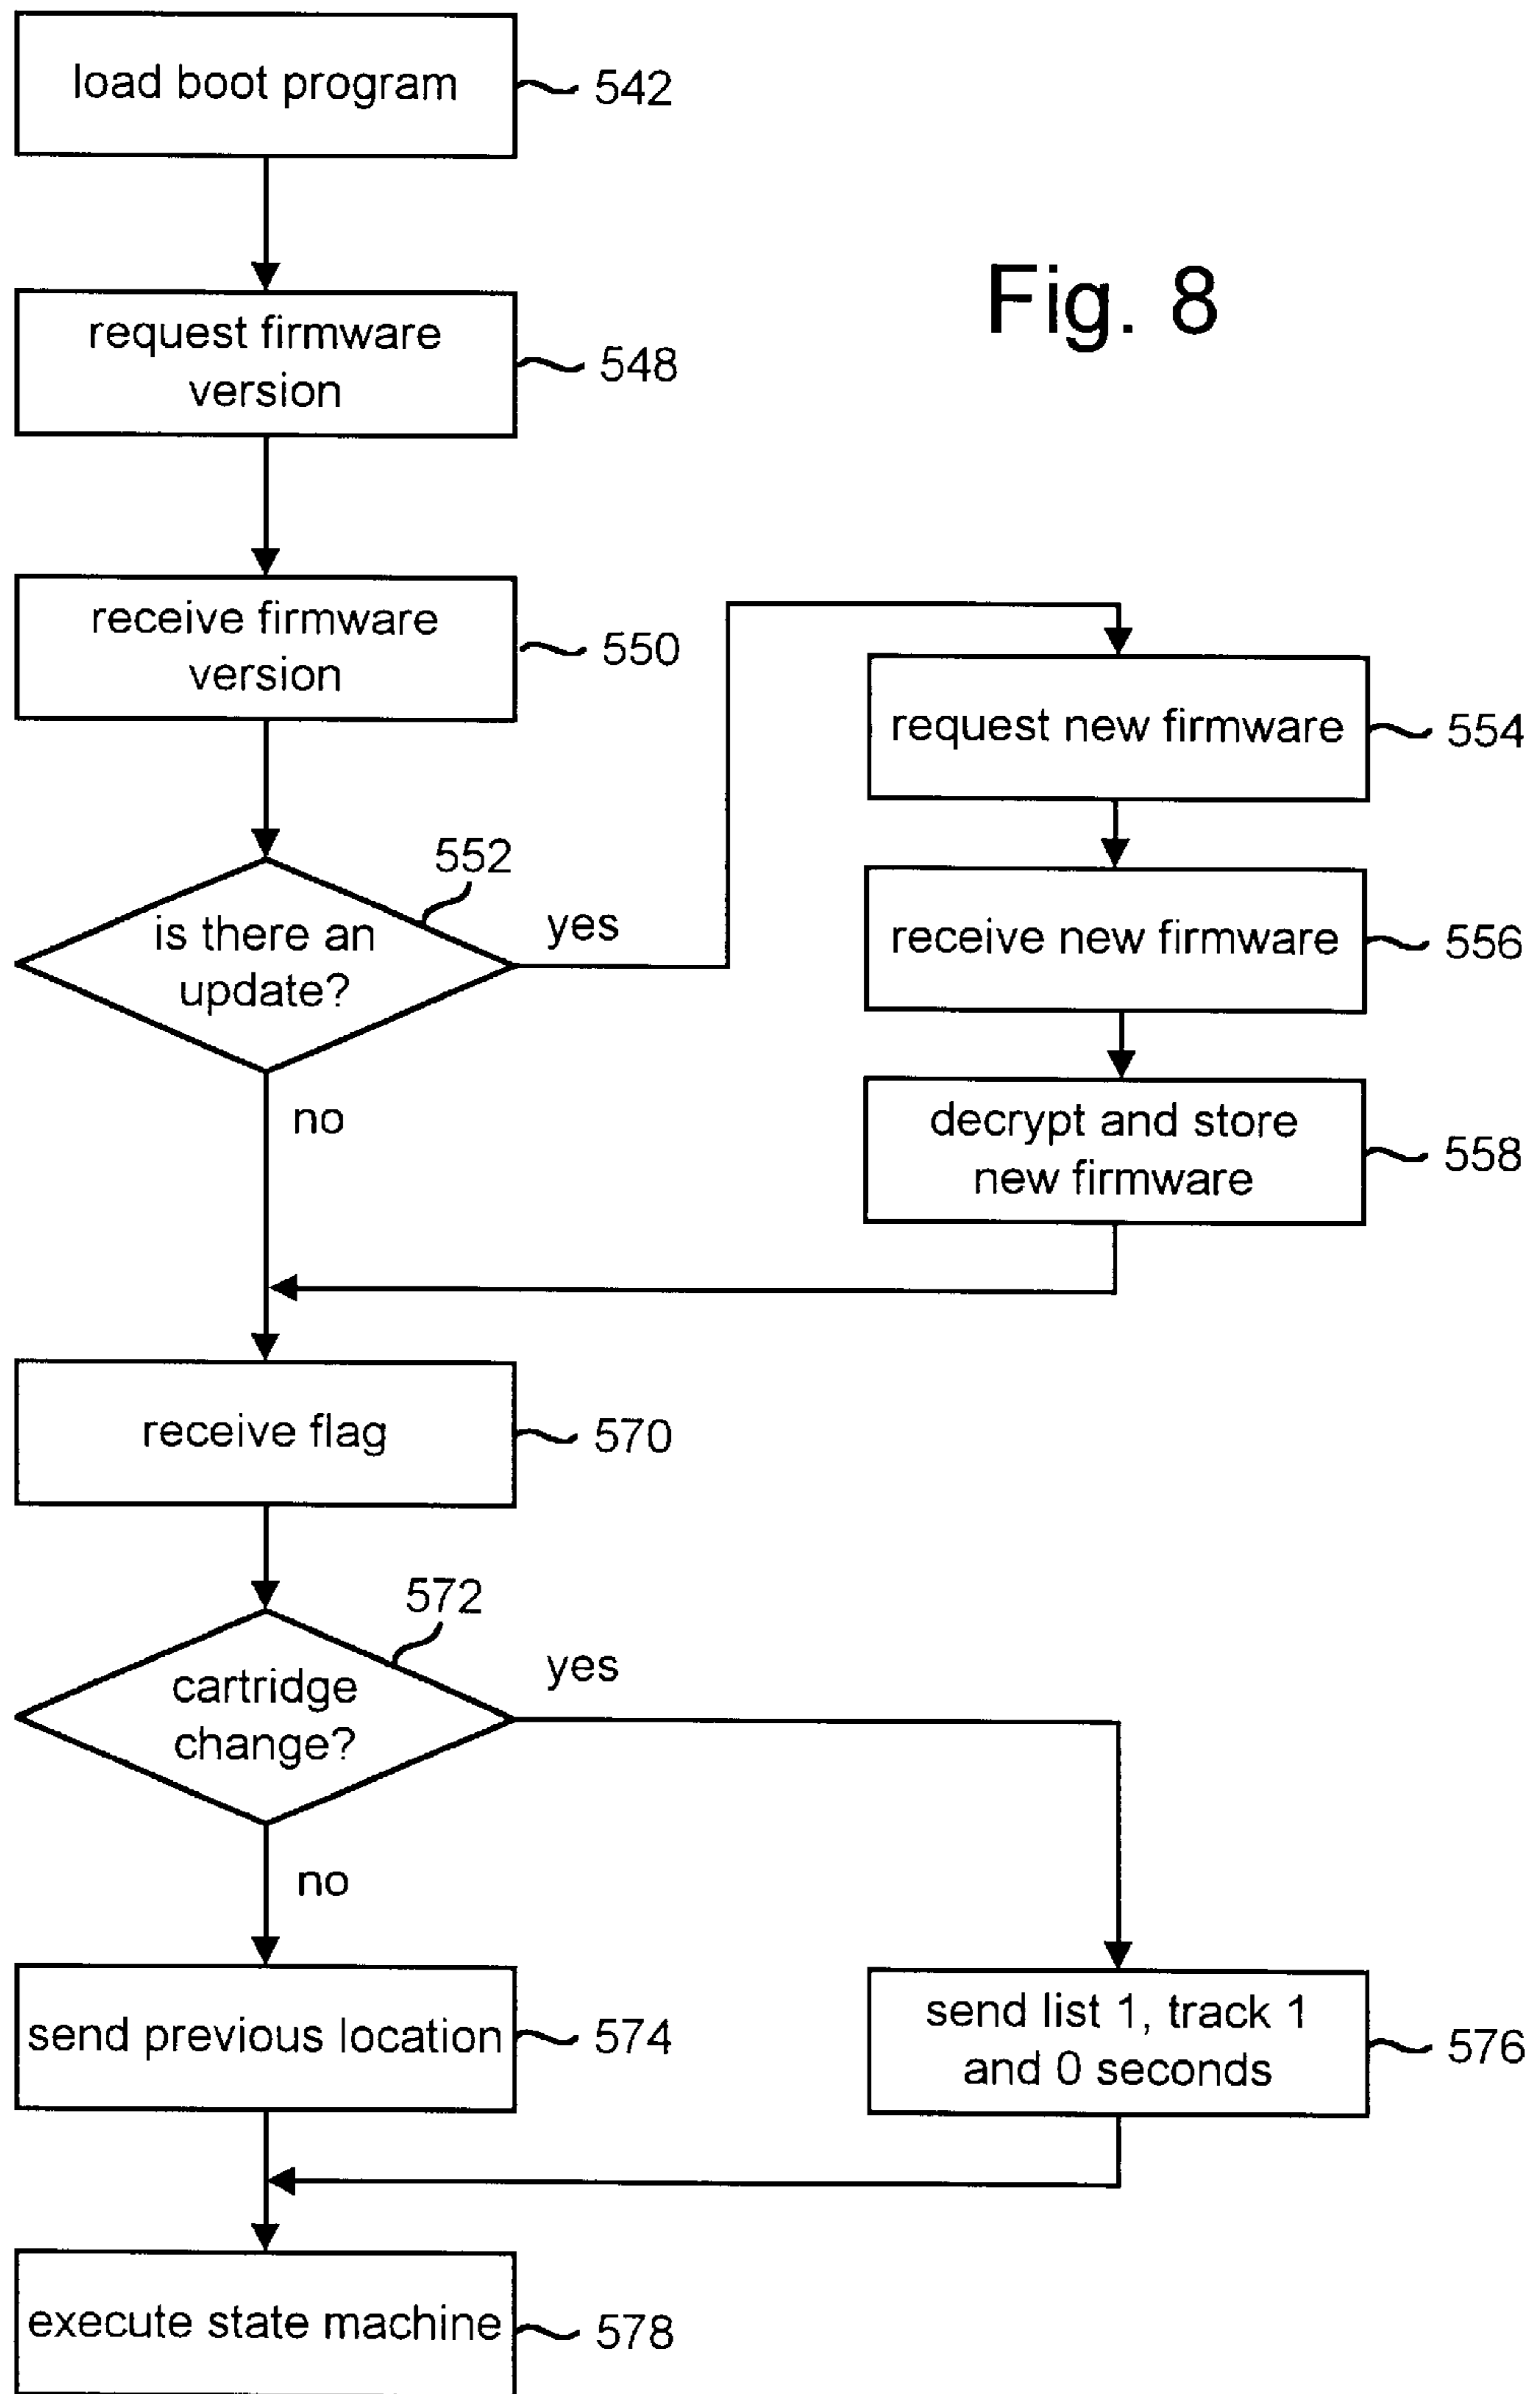 load boot program
542
Fig. 8
request firmware
version
548
receive firmware
version
550
request new firmware
554
552
is there an
update?
yes
receive new firmware
556
no
decrypt and store
new firmware
558
receive flag
570
572
cartridge
change?
yes
no
send previous location
574
send list 1, track 1
and 0 seconds
576
execute state machine
578